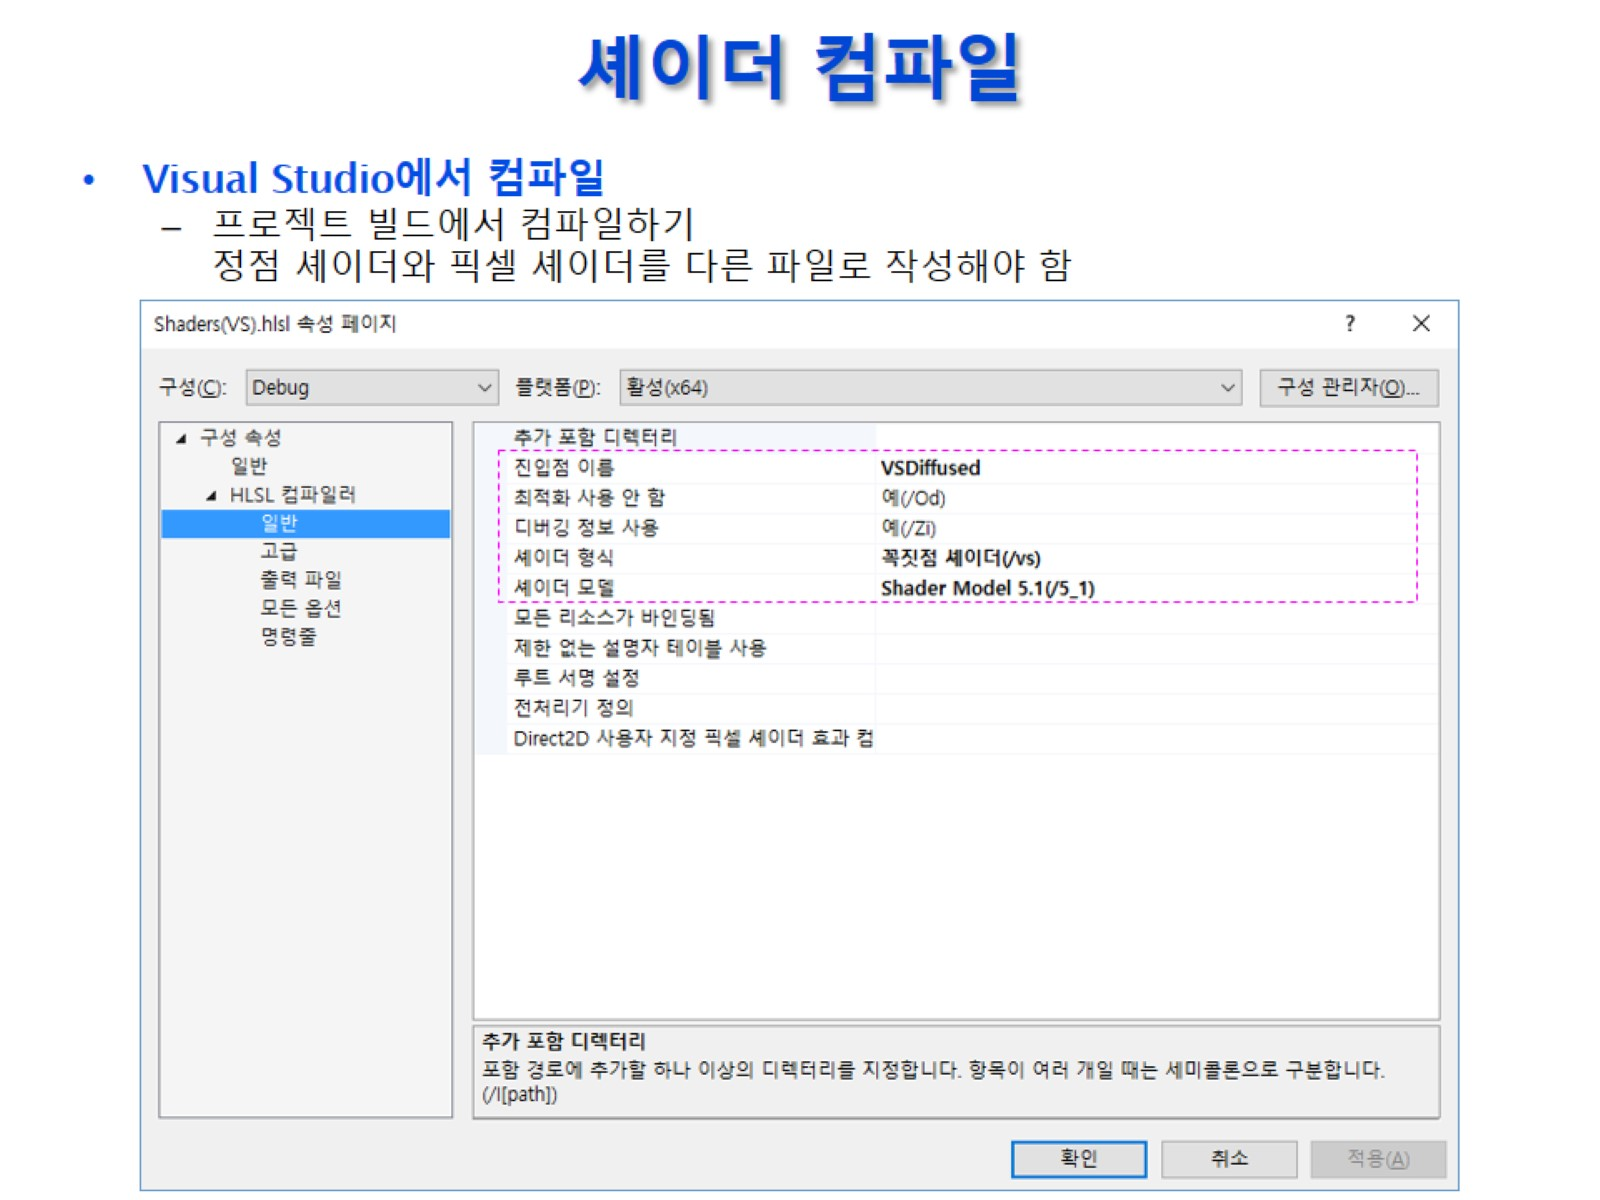 셰이더 컴파일
• Visual Studio에서 컴파일
– 프로젝트 빌드에서 컴파일하기
정점 셰이더와 픽셀 셰이더를 다른 파일로 작성해야 함
Shaders(VS).hlsl 속성 페이지 ?
구성(C): Debug 플랫폼(P): 활성(x64) 구성 관리자(O)...
구성 속성
일반
HLSL 컴파일러
일반
고급
출력 파일
모든 옵션
명령줄
추가 포함 디렉터리
진입점 이름 VSDiffused
최적화 사용 안 함 예(/Od)
디버깅 정보 사용 예(/Zi)
셰이더 형식 꼭짓점 셰이더(/vs)
셰이더 모델 Shader Model 5.1(/5_1)
모든 리소스가 바인딩됨
제한 없는 설명자 테이블 사용
루트 서명 설정
전처리기 정의
Direct2D 사용자 지정 픽셀 셰이더 효과 컴
추가 포함 디렉터리
포함 경로에 추가할 하나 이상의 디렉터리를 지정합니다. 항목이 여러 개일 때는 세미콜론으로 구분합니다.
(/I[path])
확인 취소 적용(A)